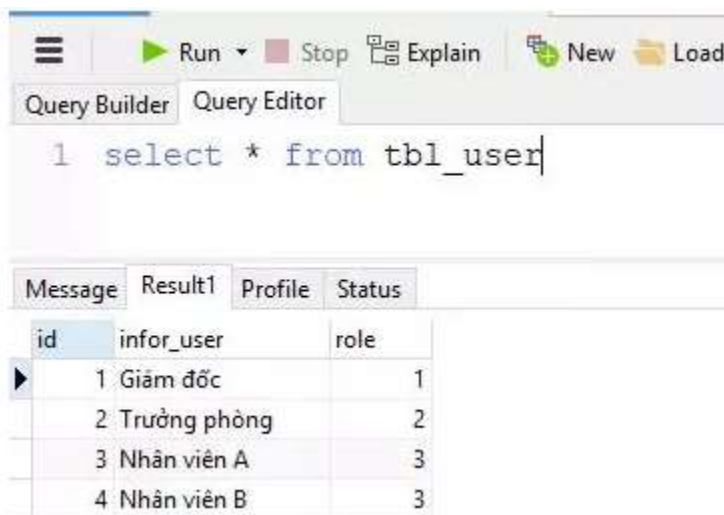 Run Stop Explain New Load
Query Builder Query Editor
1 select * from tbl_user
Message Result1 Profile Status
id infor_user role
1 Giám đốc 1
2 Trưởng phòng 2
3 Nhân viên A 3
4 Nhân viên B 3